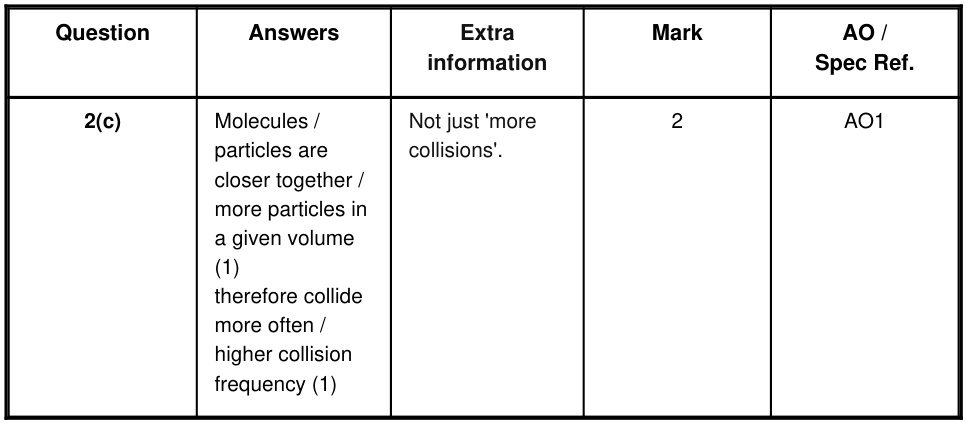 Question Answers Extra information Mark AO / Spec Ref.
2(c)
Molecules /
particles are
closer together /
more particles in
a given volume
(1)
therefore collide
more often /
higher collision
frequency (1)
Not just 'more
collisions'.
2
AO1